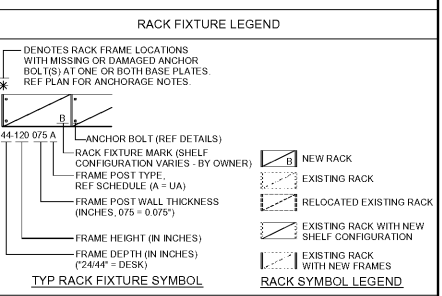 RACK FIXTURE LEGEND
DENOTES RACK FRAME LOCATIONS
WITH MISSING OR DAMAGED ANCHOR
BOLT(S) AT ONE OR BOTH BASE PLATES.
REF PLAN FOR ANCHORAGE NOTES.
*
B
44-120 075 A
ANCHOR BOLT (REF DETAILS)
RACK FIXTURE MARK (SHELF
CONFIGURATION VARIES - BY OWNER)
FRAME POST TYPE,
REF SCHEDULE (A = UA)
FRAME POST WALL THICKNESS
(INCHES, 075 = 0.075")
FRAME HEIGHT (IN INCHES)
FRAME DEPTH (IN INCHES)
("24/44" = DESK)
TYP RACK FIXTURE SYMBOL
B NEW RACK
EXISTING RACK
RELOCATED EXISTING RACK
EXISTING RACK WITH NEW
SHELF CONFIGURATION
EXISTING RACK
WITH NEW FRAMES
RACK SYMBOL LEGEND